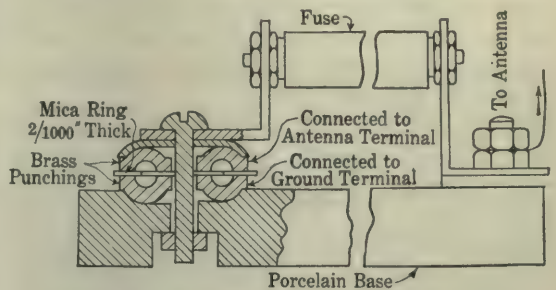 Fuse
To Antenna
Mica Ring
2/1000" Thick
Connected to
Antenna Terminal
Brass
Punchings
Connected to
Ground Terminal
Porcelain Base